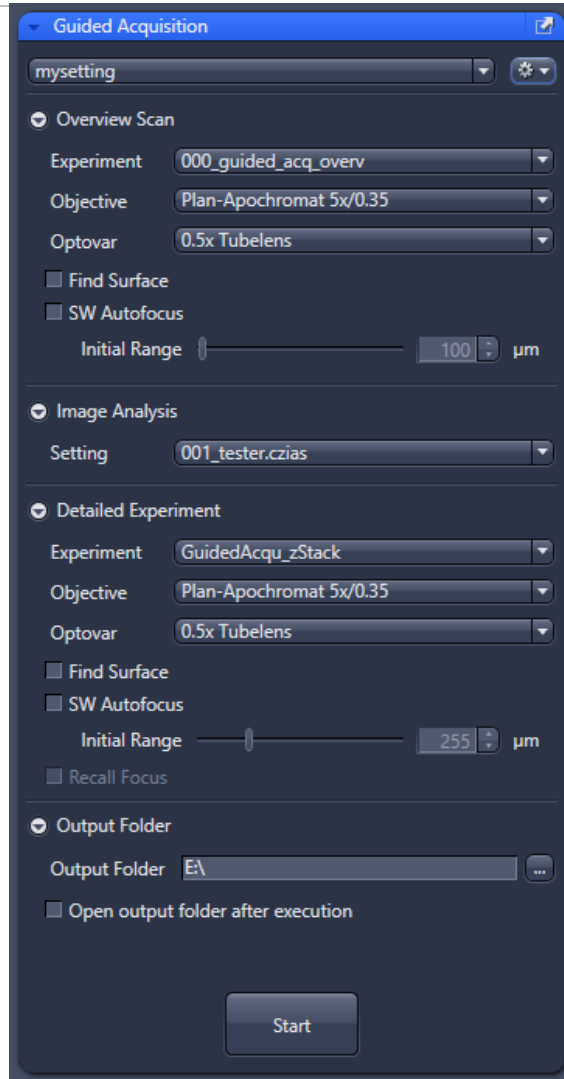 Guided Acquisition
mysetting
Overview Scan
Experiment 000_guided_acq_overv
Objective Plan-Apochromat 5x/0.35
Optovar 0.5x Tubelens
Find Surface
SW Autofocus
Initial Range 100 µm
Image Analysis
Setting 001_tester.czias
Detailed Experiment
Experiment GuidedAcqu_zStack
Objective Plan-Apochromat 5x/0.35
Optovar 0.5x Tubelens
Find Surface
SW Autofocus
Initial Range 255 µm
Recall Focus
Output Folder
Output Folder E:\ ...
Open output folder after execution
Start